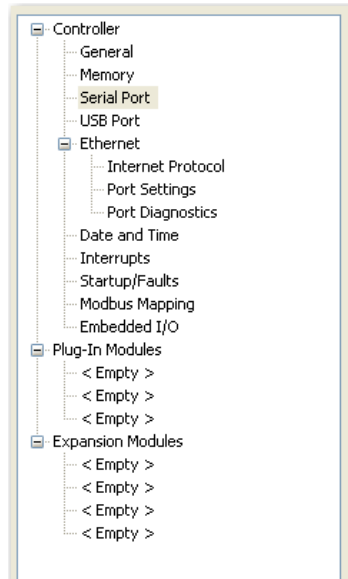 Controller
General
Memory
Serial Port
USB Port
Ethernet
Internet Protocol
Port Settings
Port Diagnostics
Date and Time
Interrupts
Startup/Faults
Modbus Mapping
Embedded I/O
Plug-In Modules
< Empty >
< Empty >
< Empty >
Expansion Modules
< Empty >
< Empty >
< Empty >
< Empty >